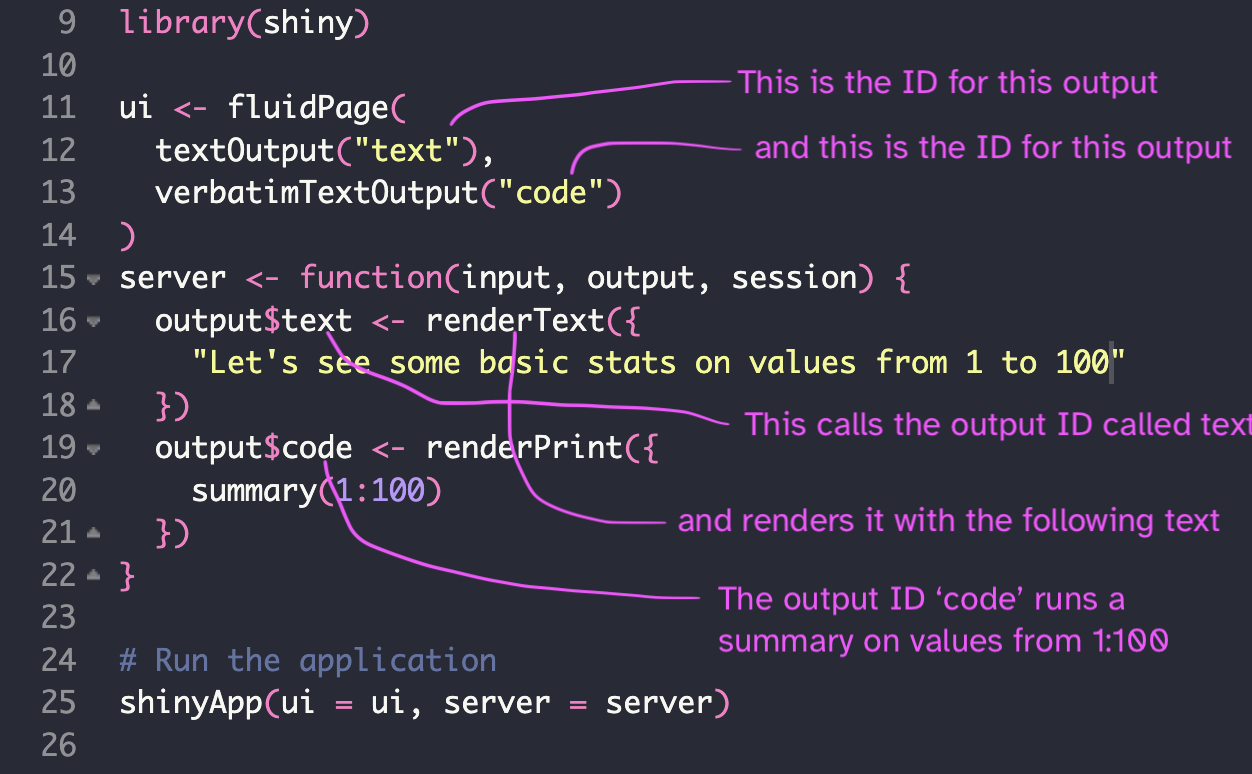 9 library(shiny)
10
This is the ID for this output
11 ui <- fluidPage(
12 textOutput("text"),
and this is the ID for this output
13 verbatimTextOutput("code")
14 )
15 server <- function(input, output, session) {
16 output$text <- renderText({
17 "Let's see some basic stats on values from 1 to 100"
18 })
This calls the output ID called text
19 output$code <- renderPrint({
20 summary(1:100)
and renders it with the following text
21 })
22 }
The output ID ‘code’ runs a
23
summary on values from 1:100
24 # Run the application
25 shinyApp(ui = ui, server = server)
26